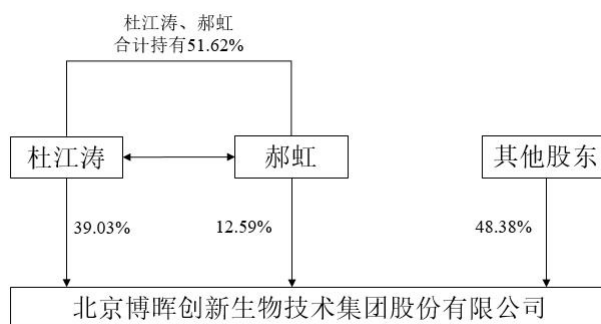 杜江涛、郝虹
合计持有51.62%
杜江涛
郝虹
其他股东
39.03%
12.59%
48.38%
北京博晖创新生物技术集团股份有限公司